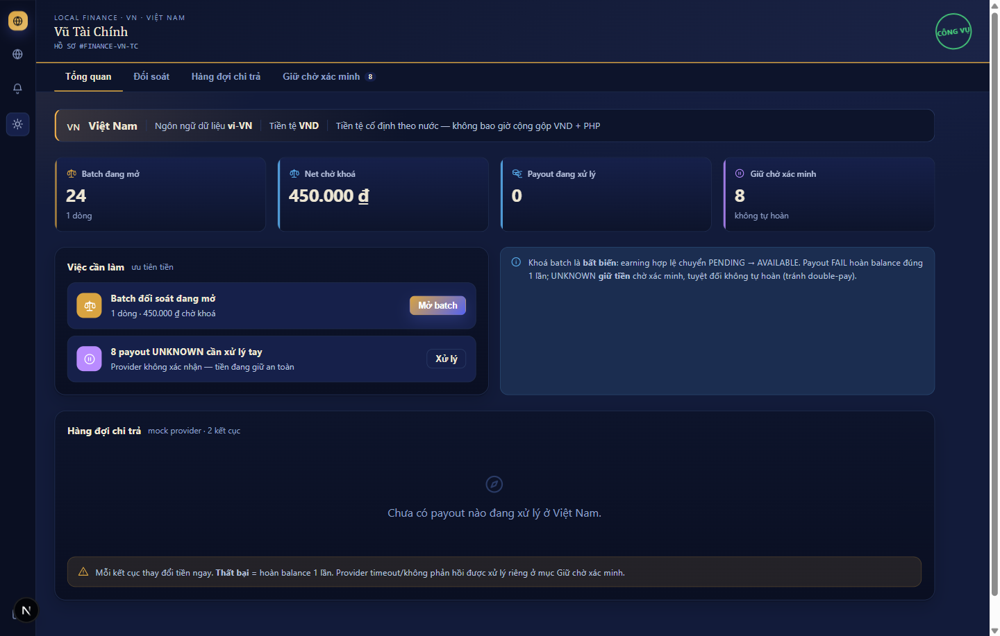 LOCAL FINANCE · VN · VIỆT NAM
Vũ Tài Chính
HỒ SƠ #FINANCE-VN-TC
CÔNG VỤ
Tổng quan
Đối soát
Hàng đợi chi trả
Giữ chờ xác minh 8
VN Việt Nam
Ngôn ngữ dữ liệu vi-VN
Tiền tệ VND
Tiền tệ cố định theo nước — không bao giờ cộng gộp VND + PHP
Batch đang mở
24
1 dòng
Net chờ khoá
450.000 ₫
Payout đang xử lý
0
Giữ chờ xác minh
8
không tự hoàn
Việc cần làm ưu tiên tiền
Batch đối soát đang mở
1 dòng · 450.000 ₫ chờ khoá
Mở batch
8 payout UNKNOWN cần xử lý tay
Provider không xác nhận — tiền đang giữ an toàn
Xử lý
Khoá batch là bất biến: earning hợp lệ chuyển PENDING → AVAILABLE. Payout FAIL hoàn balance đúng
1 lần; UNKNOWN giữ tiền chờ xác minh, tuyệt đối không tự hoàn (tránh double-pay).
Hàng đợi chi trả mock provider · 2 kết cục
Chưa có payout nào đang xử lý ở Việt Nam.
Mỗi kết cục thay đổi tiền ngay. Thất bại = hoàn balance 1 lần. Provider timeout/không phản hồi được xử lý riêng ở mục Giữ chờ xác minh.
N